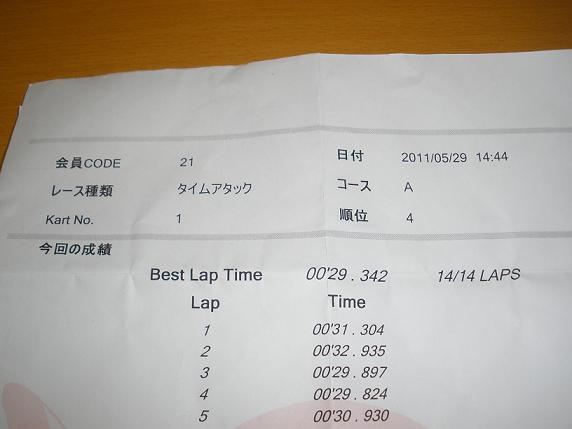 会員CODE 21 日付 2011/05/29 14:44
レース種類 タイムアタック コース A
Kart No. 1 順位 4
今回の成績
Best Lap Time 00'29.342 14/14 LAPS
Lap Time
1 00'31.304
2 00'32.935
3 00'29.897
4 00'29.824
5 00'30.930